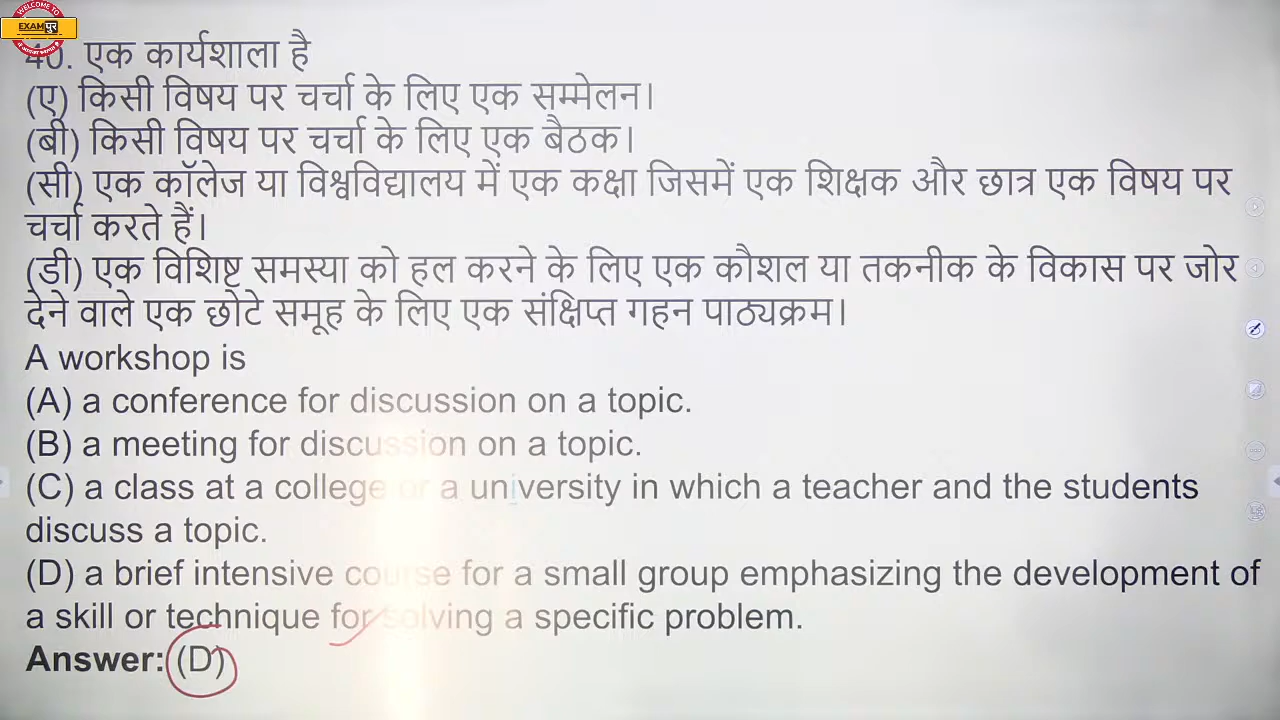 WELCOME TO
EXAMपुर
40. एक कार्यशाला है
(ए) किसी विषय पर चर्चा के लिए एक सम्मेलन।
(बी) किसी विषय पर चर्चा के लिए एक बैठक।
(सी) एक कॉलेज या विश्वविद्यालय में एक कक्षा जिसमें एक शिक्षक और छात्र एक विषय पर
चर्चा करते हैं।
(डी) एक विशिष्ट समस्या को हल करने के लिए एक कौशल या तकनीक के विकास पर जोर
देने वाले एक छोटे समूह के लिए एक संक्षिप्त गहन पाठ्यक्रम।
A workshop is
(A) a conference for discussion on a topic.
(B) a meeting for discussion on a topic.
(C) a class at a college or a university in which a teacher and the students
discuss a topic.
(D) a brief intensive course for a small group emphasizing the development of
a skill or technique for solving a specific problem.
Answer: (D)